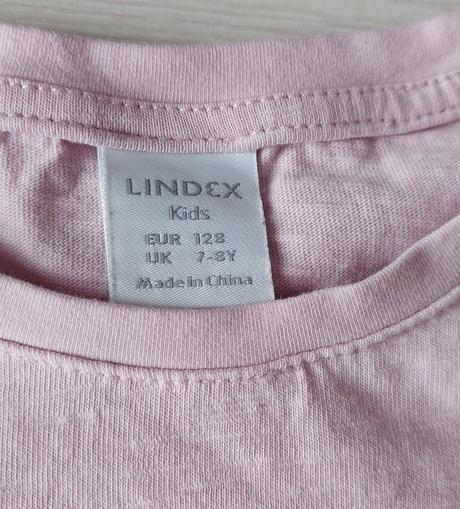 LINDEX
Kids
EUR 128
UK 7-8Y
Made in China